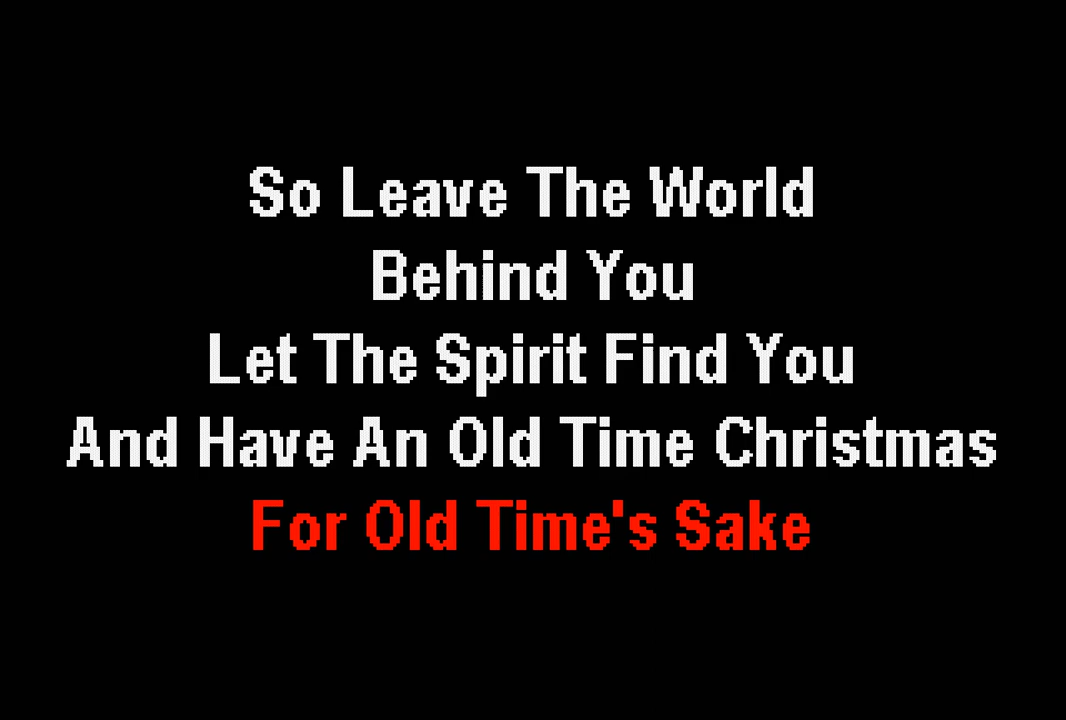 So Leave The World
Behind You
Let The Spirit Find You
And Have An Old Time Christmas
For Old Time's Sake